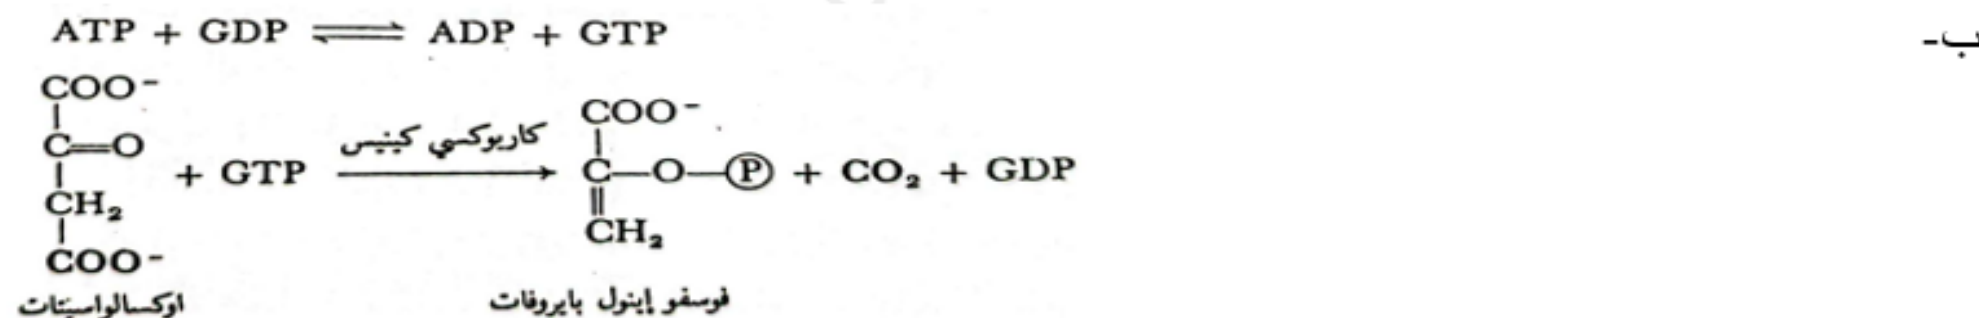 ب-
ATP + GDP ⇌ ADP + GTP
COO⁻
C=O
CH₂
COO⁻
+ GTP
كاربوكسي كينيس
COO⁻
C—O—Ⓟ + CO₂ + GDP
CH₂
اوكسالواسيتات
فوسفو إينول بايروفات